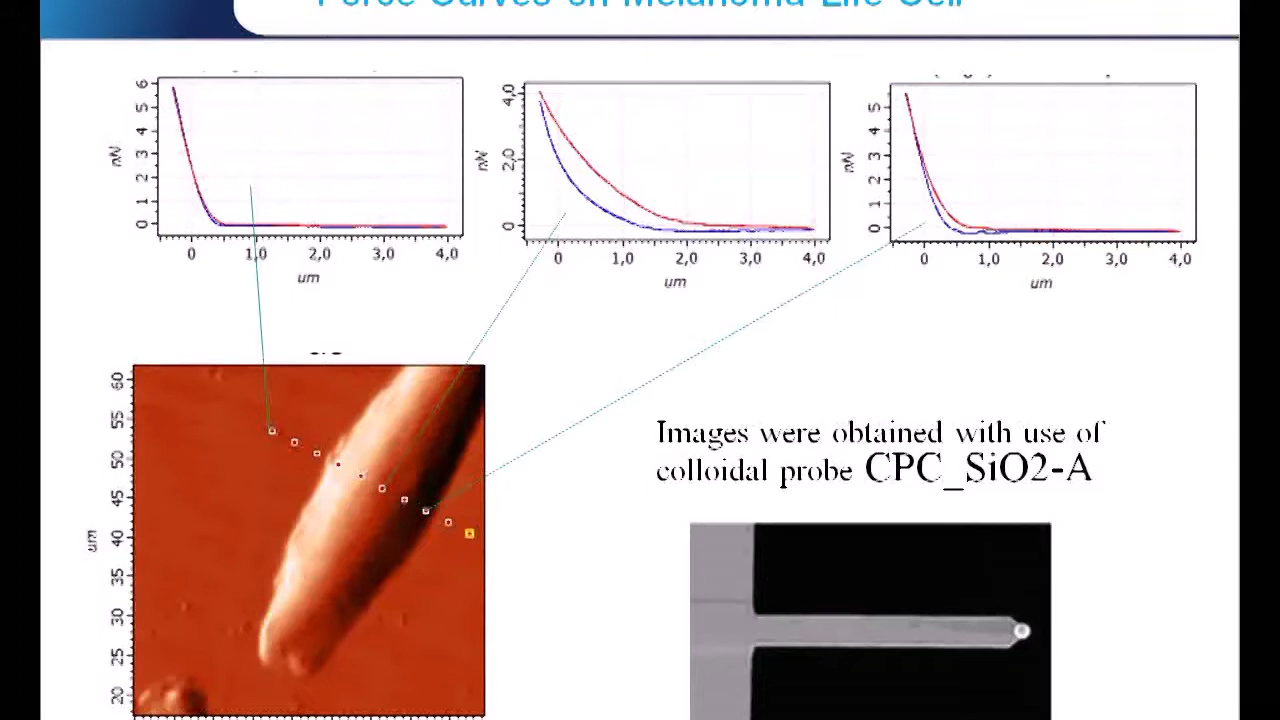 Force Curves on Melanoma Life Cell
6
5
4
3
2
1
0
nN
0 1,0 2,0 3,0 4,0
um
4,0
2,0
0
nN
0 1,0 2,0 3,0 4,0
um
5
4
3
2
1
0
nN
0 1,0 2,0 3,0 4,0
um
60
55
50
45
40
35
30
25
20
um
Images were obtained with use of
colloidal probe CPC_SiO2-A